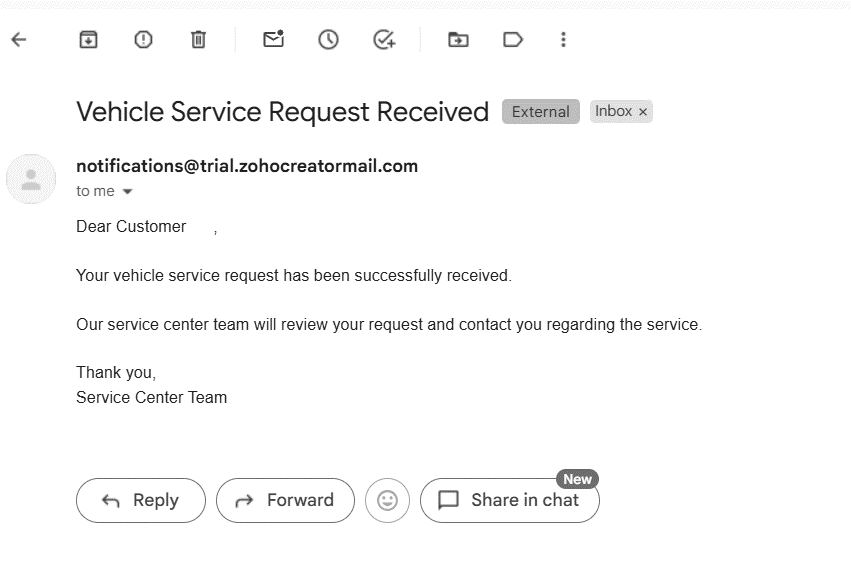 Vehicle Service Request Received External Inbox ×
notifications@trial.zohocreatormail.com
to me
Dear Customer ,
Your vehicle service request has been successfully received.
Our service center team will review your request and contact you regarding the service.
Thank you,
Service Center Team
New
Reply Forward Share in chat